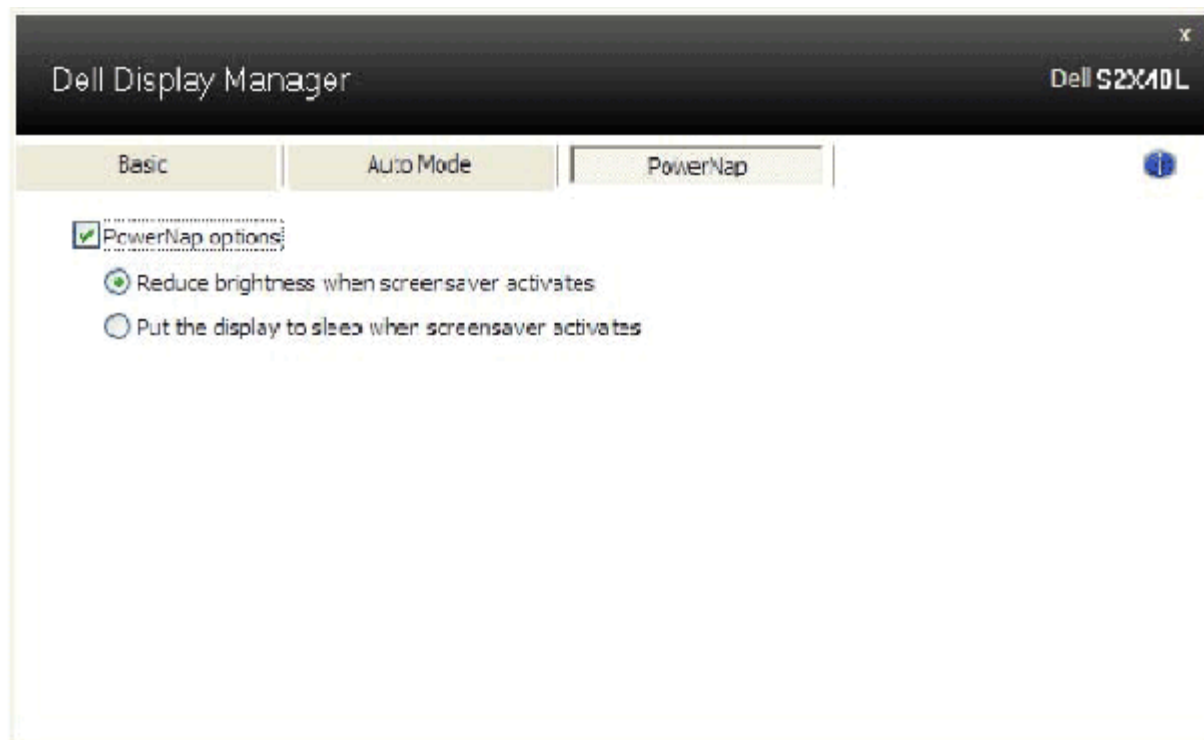 x
Dell Display Manager
Dell S2X40L
Basic
Auto Mode
PowerNap
i
PowerNap options
Reduce brightness when screensaver activates
Put the display to sleep when screensaver activates